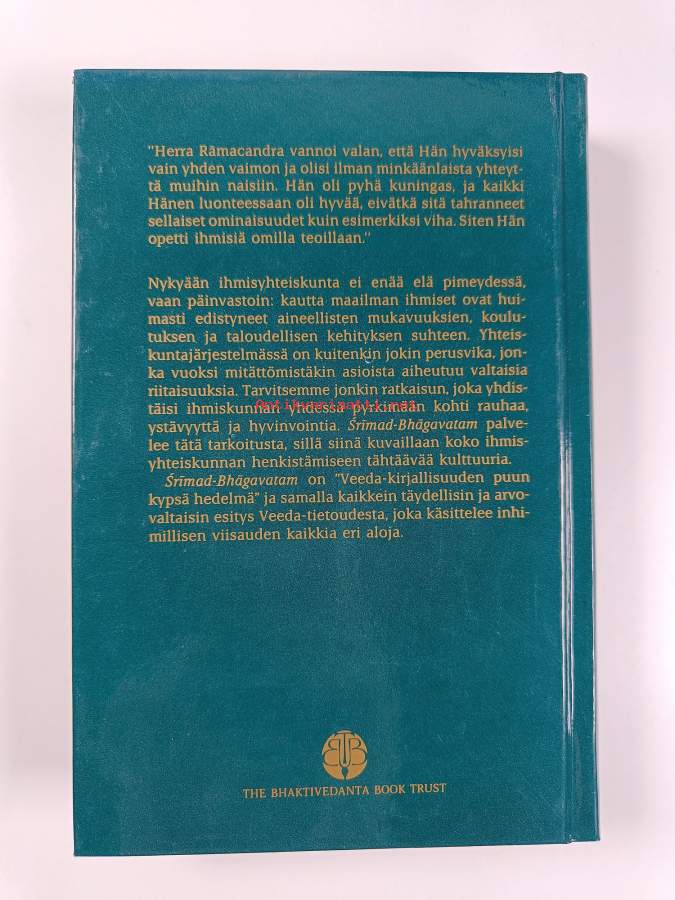 "Herra Rāmacandra vannoi valan, että Hän hyväksyisi
vain yhden vaimon ja olisi ilman minkäänlaista yhteyt-
tä muihin naisiin. Hän oli pyhä kuningas, ja kaikki
Hänen luonteessaan oli hyvää, eivätkä sitä tahranneet
sellaiset ominaisuudet kuin esimerkiksi viha. Siten Hän
opetti ihmisiä omilla teoillaan."
Nykyään ihmisyhteiskunta ei enää elä pimeydessä,
vaan päinvastoin: kautta maailman ihmiset ovat hui-
masti edistyneet aineellisten mukavuuksien, koulu-
tuksen ja taloudellisen kehityksen suhteen. Yhteis-
kuntajärjestelmässä on kuitenkin jokin perusvika, jon-
ka vuoksi mitättömistäkin asioista aiheutuu valtaisia
riitaisuuksia. Tarvitsemme jonkin ratkaisun, joka yhdis-
täisi ihmiskunnan yhdessä pyrkimään kohti rauhaa,
Antikvariaattimaa
ystävyyttä ja hyvinvointia. Śrīmad-Bhāgavatam palve-
lee tätä tarkoitusta, sillä siinä kuvaillaan koko ihmis-
yhteiskunnan henkistämiseen tähtäävää kulttuuria.
Śrīmad-Bhāgavatam on "Veeda-kirjallisuuden puun
kypsä hedelmä" ja samalla kaikkein täydellisin ja arvo-
valtaisin esitys Veeda-tietoudesta, joka käsittelee inhi-
millisen viisauden kaikkia eri aloja.
BTB
THE BHAKTIVEDANTA BOOK TRUST